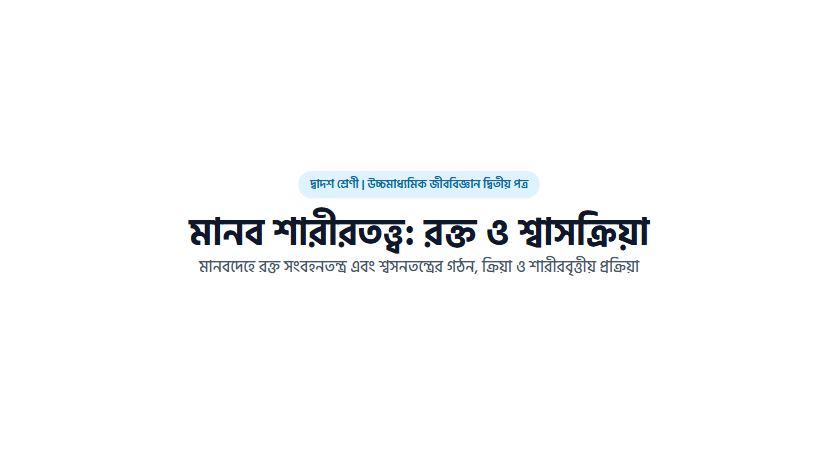 দ্বাদশ শ্রেণী | উচ্চমাধ্যমিক জীববিজ্ঞান দ্বিতীয় পত্র
মানব শারীরতত্ত্ব: রক্ত ও শ্বাসক্রিয়া
মানবদেহে রক্ত সংবহনতন্ত্র এবং শ্বসনতন্ত্রের গঠন, ক্রিয়া ও শারীরবৃত্তীয় প্রক্রিয়া